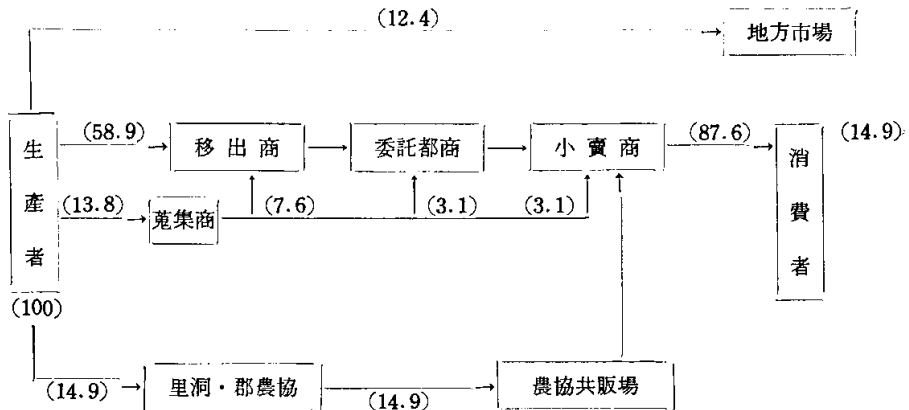 (12.4)
地方市場
(58.9)
移出商
委託都商
小賣商
(87.6)
(14.9)
生產者
消費者
(13.8)
蒐集商
(7.6)
(3.1)
(3.1)
(100)
(14.9)
里洞・郡農協
(14.9)
農協共販場